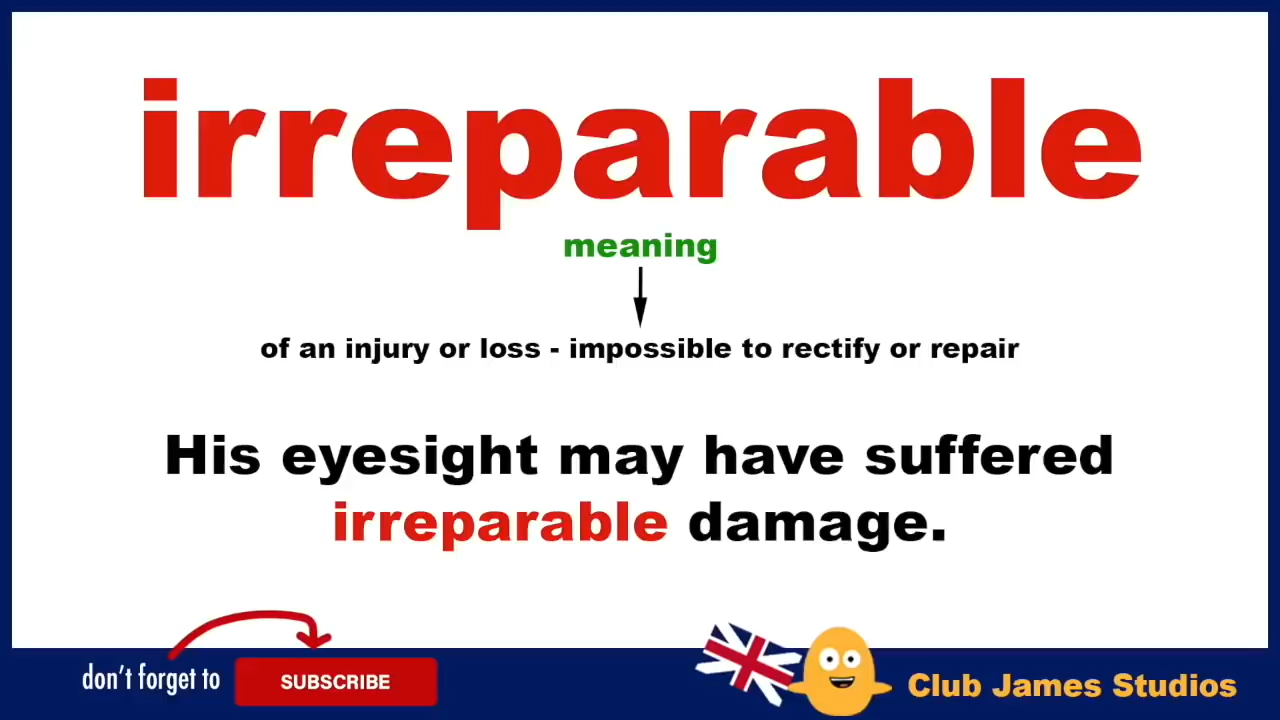 irreparable
meaning
of an injury or loss - impossible to rectify or repair
His eyesight may have suffered
irreparable damage.
don't forget to
SUBSCRIBE
Club James Studios